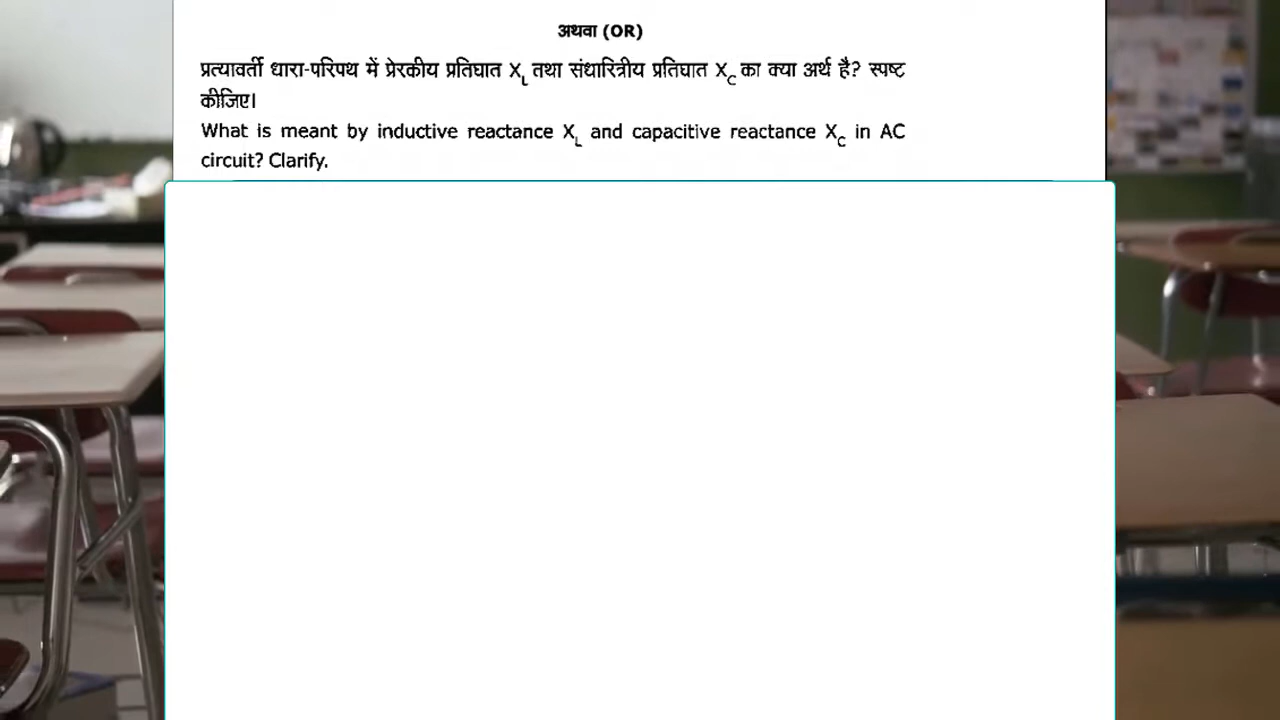 अथवा (OR)
प्रत्यावर्ती धारा-परिपथ में प्रेरकीय प्रतिघात X_L तथा संधारित्रीय प्रतिघात X_C का क्या अर्थ है? स्पष्ट
कीजिए।
What is meant by inductive reactance X_L and capacitive reactance X_C in AC
circuit? Clarify.